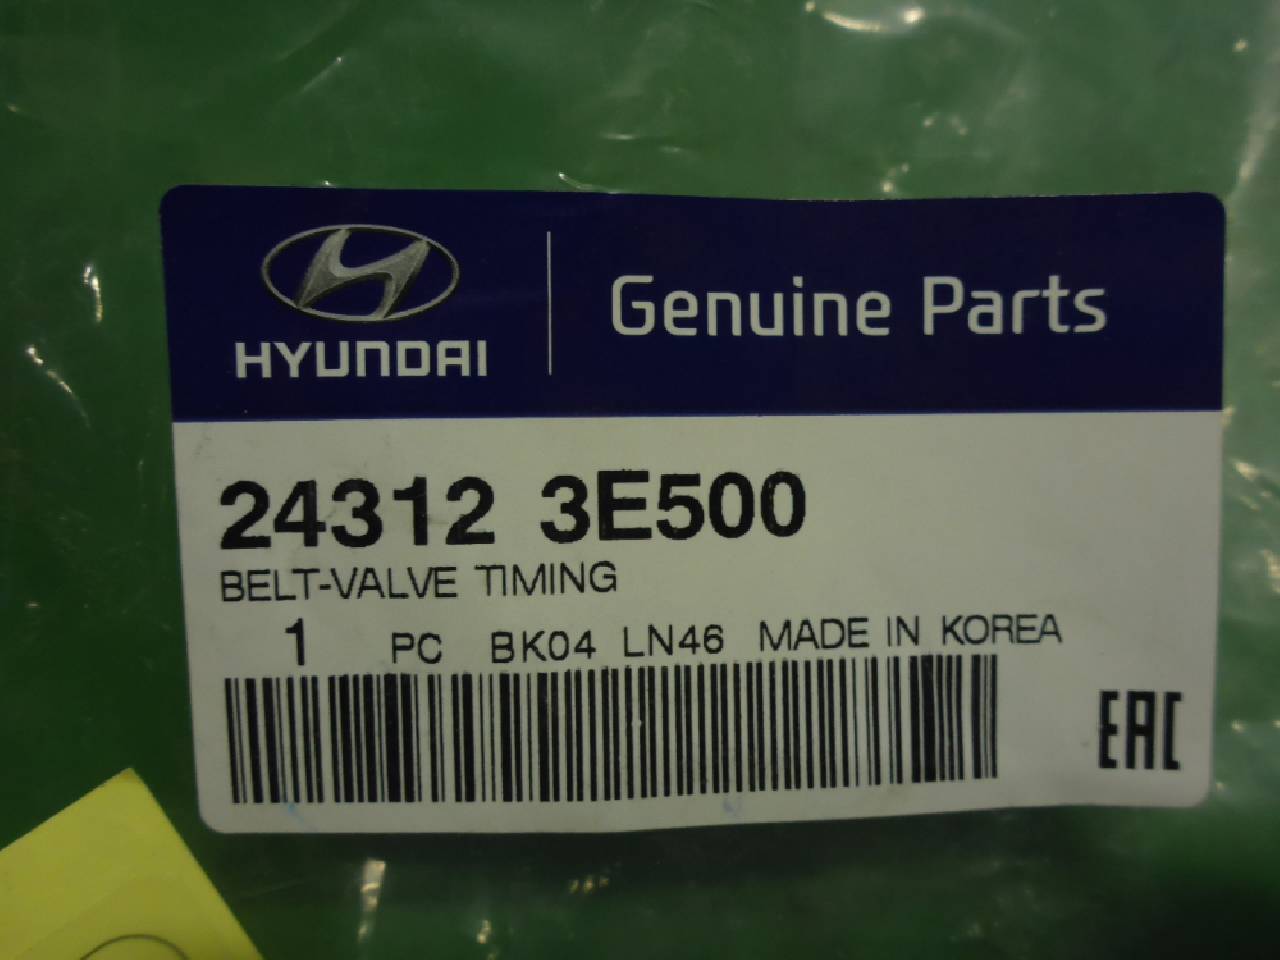 HYUNDAI
Genuine Parts
24312 3E500
BELT-VALVE TIMING
1 PC BK04 LN46 MADE IN KOREA
EAC